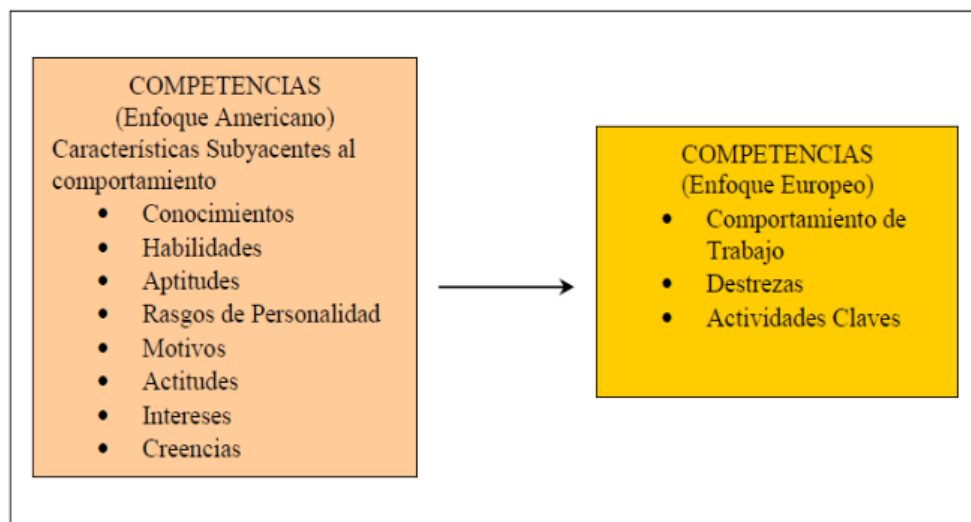 COMPETENCIAS
(Enfoque Americano)
Características Subyacentes al
comportamiento
• Conocimientos
• Habilidades
• Aptitudes
• Rasgos de Personalidad
• Motivos
• Actitudes
• Intereses
• Creencias
COMPETENCIAS
(Enfoque Europeo)
• Comportamiento de
Trabajo
• Destrezas
• Actividades Claves